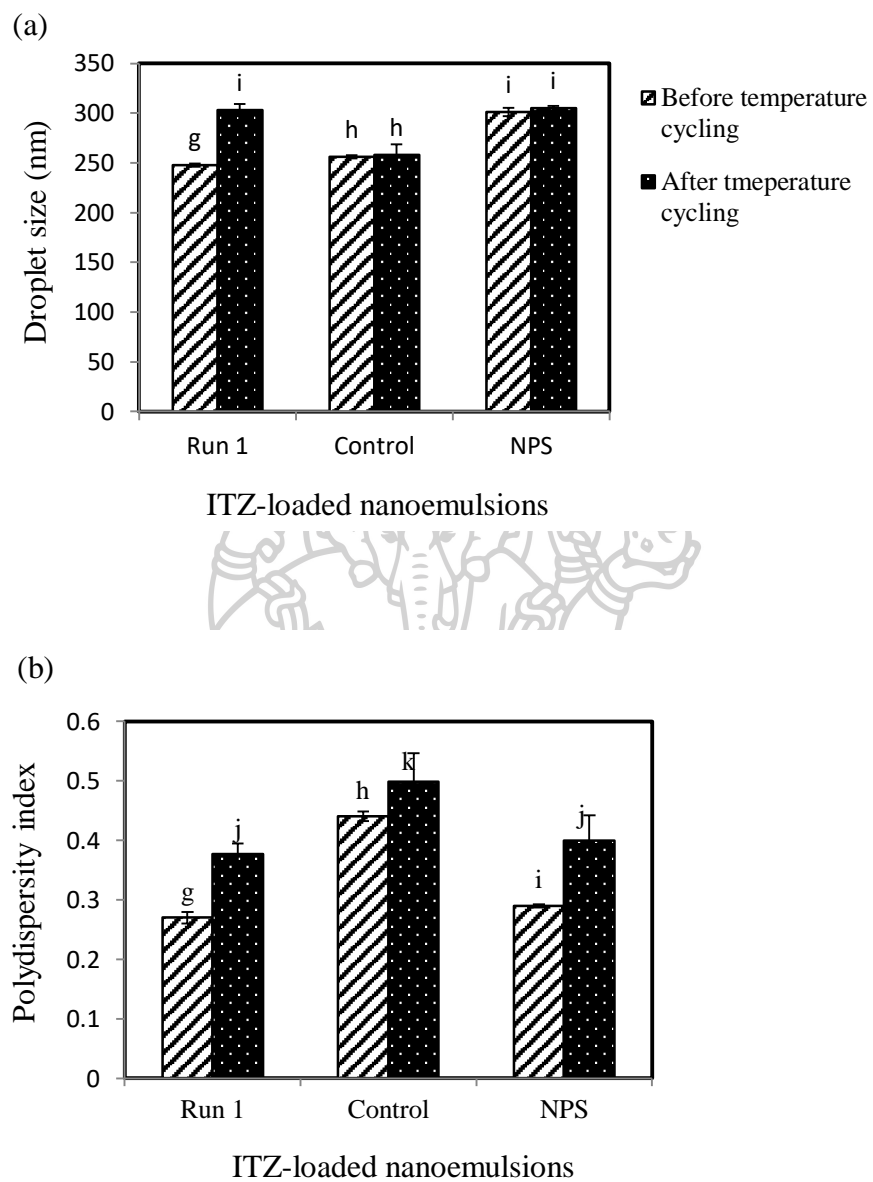 (a)
Droplet size (nm)
350
300
250
200
150
100
50
0
g
i
h
h
i
i
Run 1
Control
NPS
ITZ-loaded nanoemulsions
Before temperature
cycling
After tmeperature
cycling
(b)
Polydispersity index
0.6
0.5
0.4
0.3
0.2
0.1
0
g
j
h
k
i
j
Run 1
Control
NPS
ITZ-loaded nanoemulsions